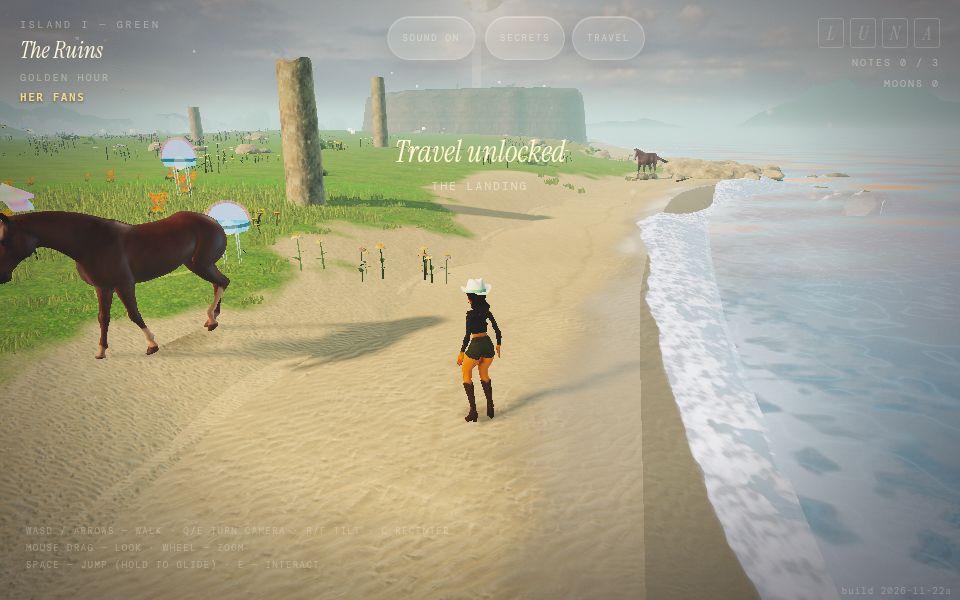 ISLAND I — GREEN
The Ruins
GOLDEN HOUR
HER FANS
SOUND ON
SECRETS
TRAVEL
L U N A
NOTES 0 / 3
MOONS 0
Travel unlocked
THE LANDING
WASD / ARROWS — WALK · Q/E TURN CAMERA · R/F TILT · C RECENTER
MOUSE DRAG — LOOK · WHEEL — ZOOM
SPACE — JUMP (HOLD TO GLIDE) · E — INTERACT
build 2026-11-22a